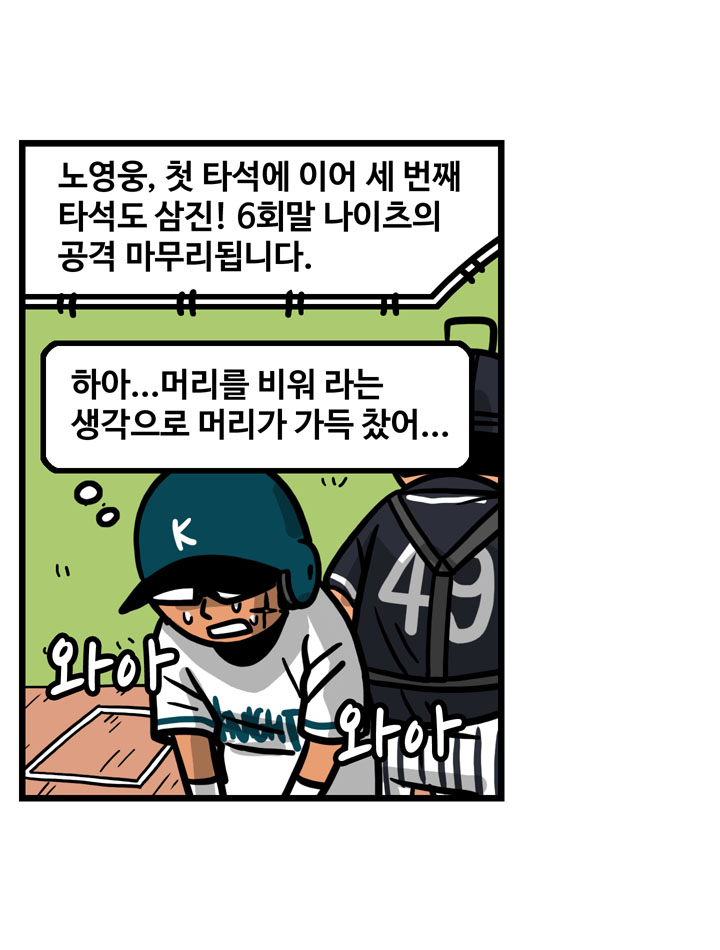 노영웅, 첫 타석에 이어 세 번째
타석도 삼진! 6회말 나이츠의
공격 마무리됩니다.
하아...머리를 비워 라는
생각으로 머리가 가득 찼어...
K
49
와아
와아